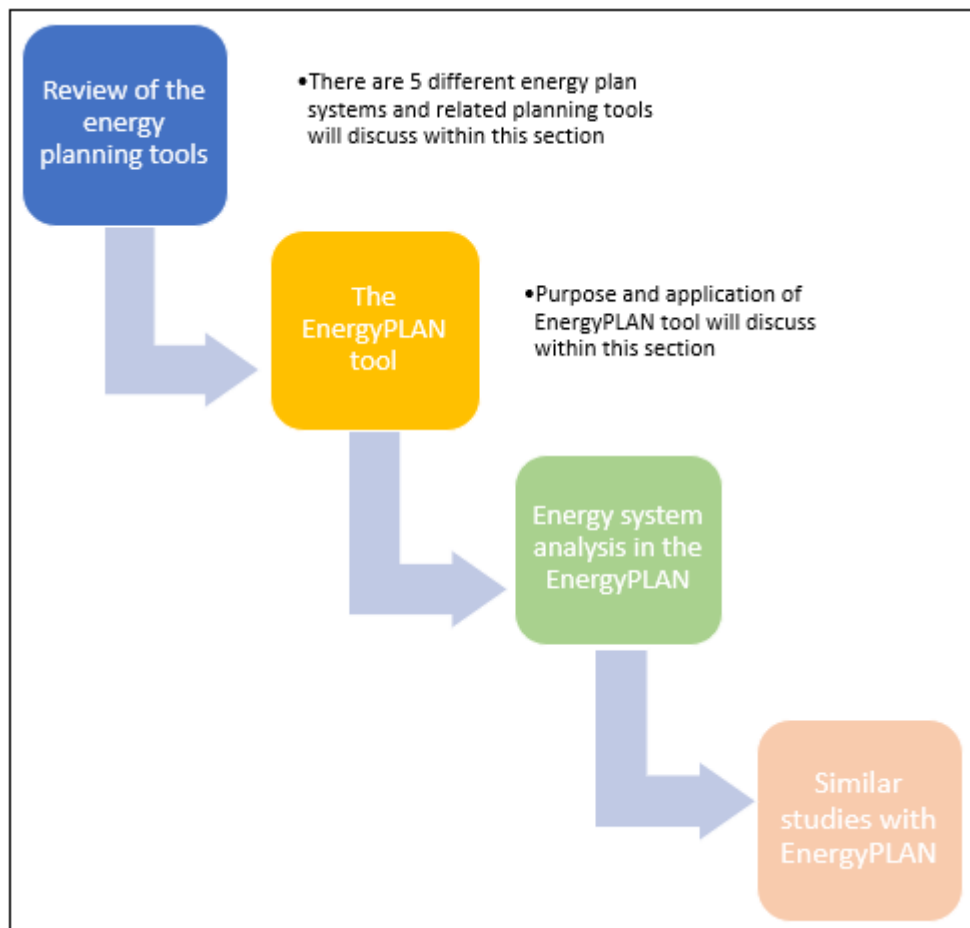 Review of the
energy
planning tools
•There are 5 different energy plan
systems and related planning tools
will discuss within this section
The
EnergyPLAN
tool
•Purpose and application of
EnergyPLAN tool will discuss
within this section
Energy system
analysis in the
EnergyPLAN
Similar
studies with
EnergyPLAN